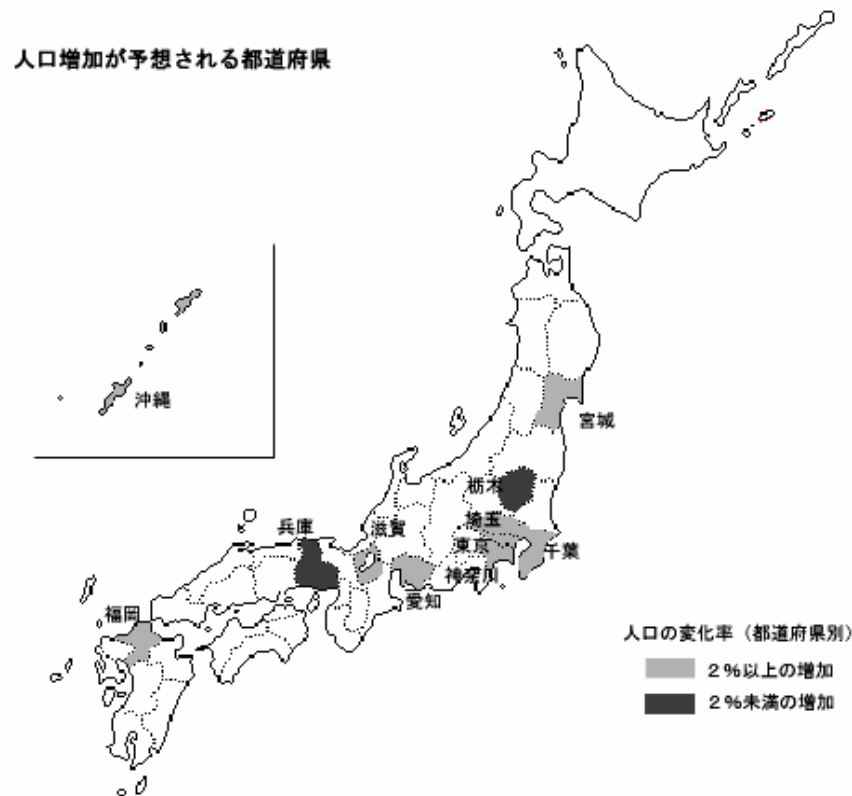 人口増加が予想される都道府県
沖縄
宮城
栃木
埼玉
東京
千葉
神奈川
兵庫
滋賀
愛知
福岡
人口の変化率（都道府県別）
２%以上の増加
２%未満の増加